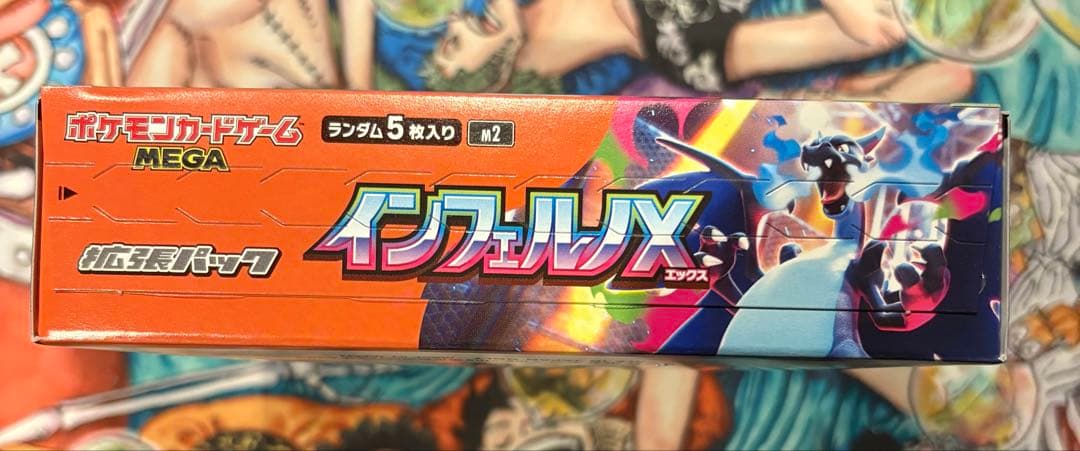 ポケモンカードゲーム
MEGA
ランダム5枚入り
M2
拡張パック
インフェルノX
エックス